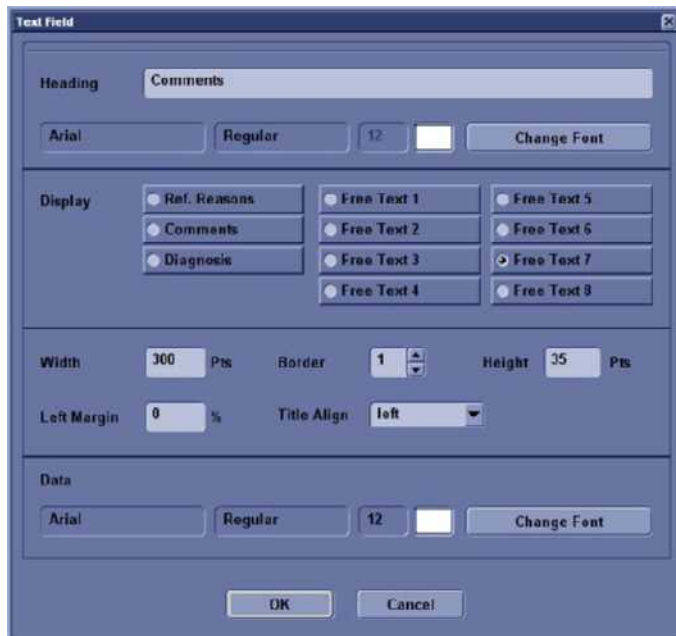 Text Field
Heading Comments
Arial Regular 12 Change Font
Display Ref. Reasons Free Text 1 Free Text 5
Comments Free Text 2 Free Text 6
Diagnosis Free Text 3 Free Text 7
Free Text 4 Free Text 8
Width 300 Pts Border 1 Height 35 Pts
Left Margin 0 % Title Align left
Data
Arial Regular 12 Change Font
OK Cancel